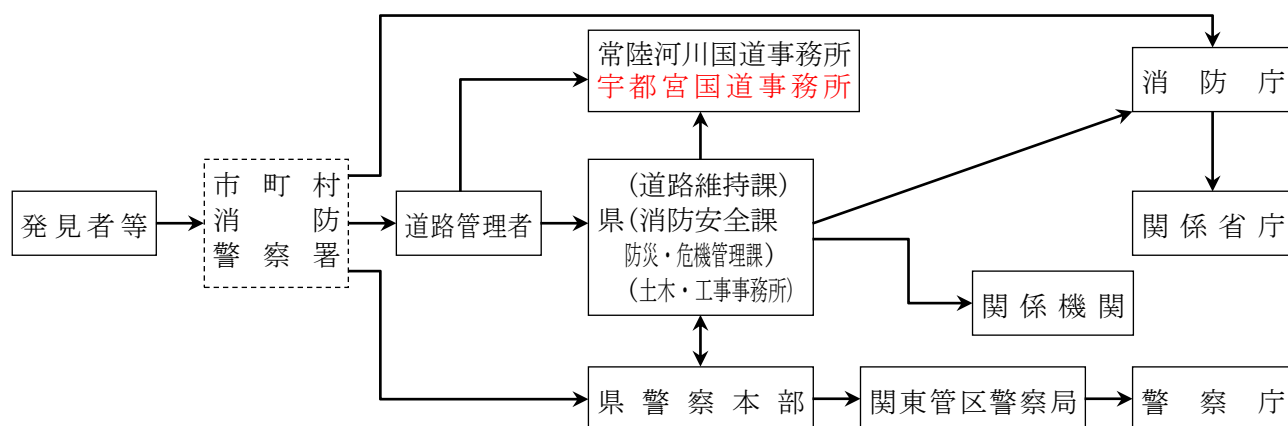 発見者等
市町村
消防
警察署
道路管理者
常陸河川国道事務所
宇都宮国道事務所
(道路維持課)
県(消防安全課
防災・危機管理課)
(土木・工事事務所)
県警察本部
関東管区警察局
警察庁
関係機関
消防庁
関係省庁